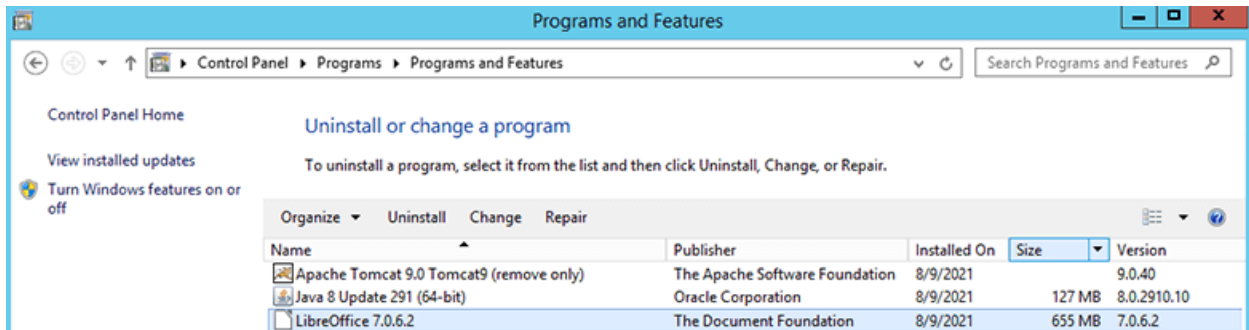 Programs and Features
Control Panel Programs Programs and Features Search Programs and Features
Control Panel Home
View installed updates
Turn Windows features on or
off
Uninstall or change a program
To uninstall a program, select it from the list and then click Uninstall, Change, or Repair.
Organize Uninstall Change Repair
Name Publisher Installed On Size Version
Apache Tomcat 9.0 Tomcat9 (remove only) The Apache Software Foundation 8/9/2021 9.0.40
Java 8 Update 291 (64-bit) Oracle Corporation 8/9/2021 127 MB 8.0.2910.10
LibreOffice 7.0.6.2 The Document Foundation 8/9/2021 655 MB 7.0.6.2